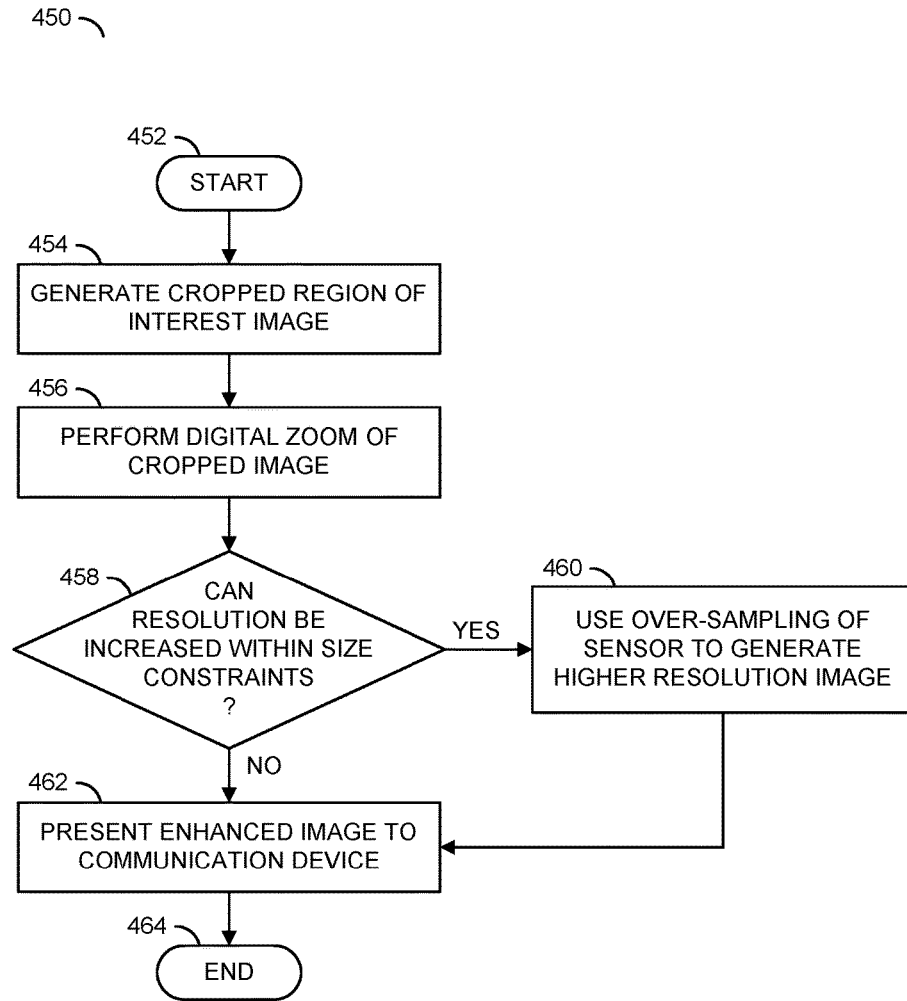 450
452
START
454
GENERATE CROPPED REGION OF
INTEREST IMAGE
456
PERFORM DIGITAL ZOOM OF
CROPPED IMAGE
458
CAN
RESOLUTION BE
INCREASED WITHIN SIZE
CONSTRAINTS
?
YES
460
USE OVER-SAMPLING OF
SENSOR TO GENERATE
HIGHER RESOLUTION IMAGE
NO
462
PRESENT ENHANCED IMAGE TO
COMMUNICATION DEVICE
464
END